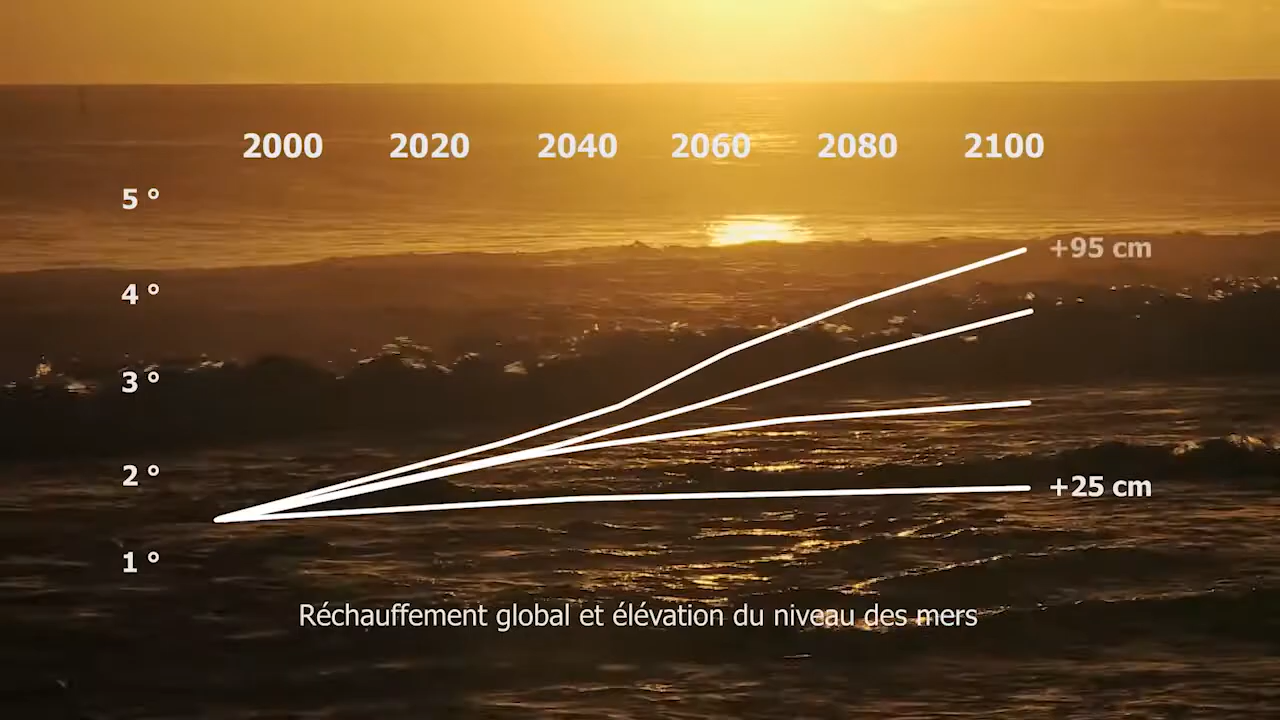 2000 2020 2040 2060 2080 2100
5 °
+95 cm
4 °
3 °
2 °
+25 cm
1 °
Réchauffement global et élévation du niveau des mers